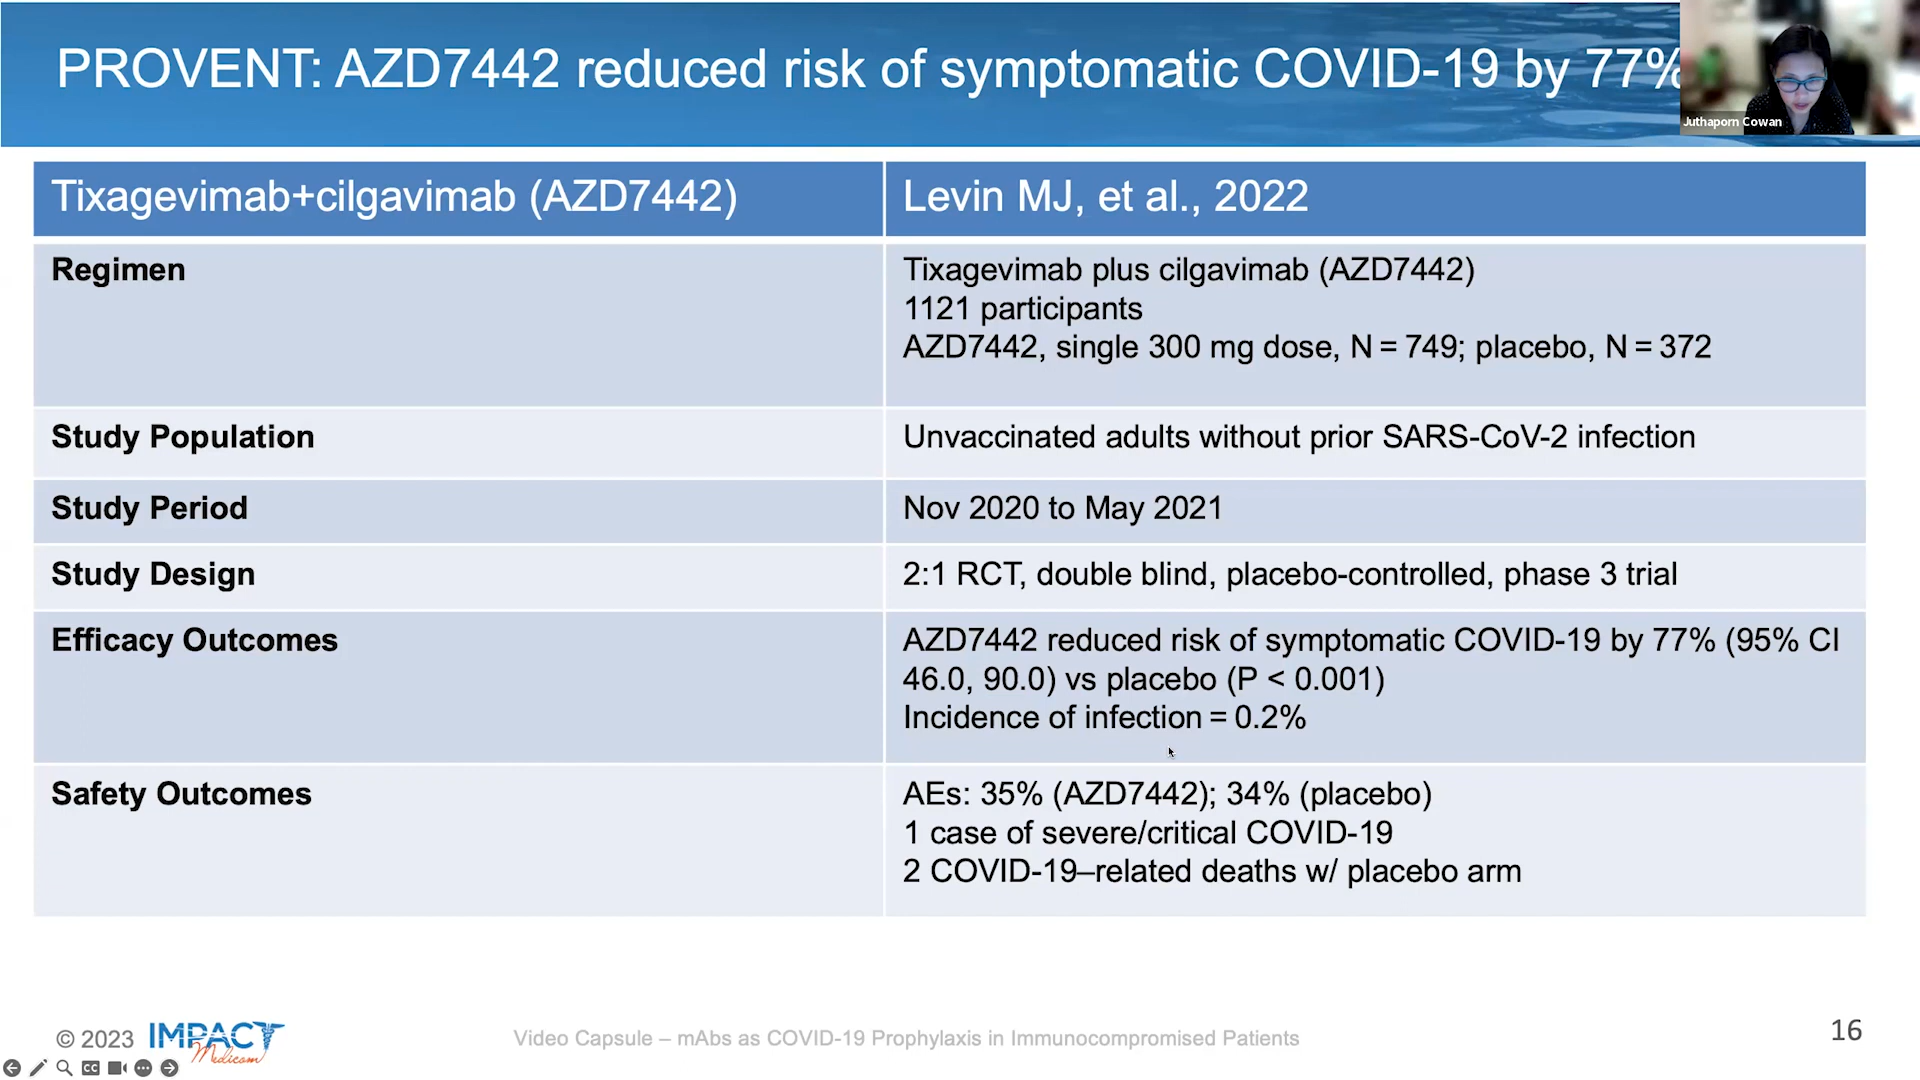 PROVENT: AZD7442 reduced risk of symptomatic COVID-19 by 77%
Juthaporn Cowan
Tixagevimab+cilgavimab (AZD7442)
Levin MJ, et al., 2022
Regimen
Tixagevimab plus cilgavimab (AZD7442)
1121 participants
AZD7442, single 300 mg dose, N = 749; placebo, N = 372
Study Population
Unvaccinated adults without prior SARS-CoV-2 infection
Study Period
Nov 2020 to May 2021
Study Design
2:1 RCT, double blind, placebo-controlled, phase 3 trial
Efficacy Outcomes
AZD7442 reduced risk of symptomatic COVID-19 by 77% (95% CI
46.0, 90.0) vs placebo (P < 0.001)
Incidence of infection = 0.2%
Safety Outcomes
AEs: 35% (AZD7442); 34% (placebo)
1 case of severe/critical COVID-19
2 COVID-19–related deaths w/ placebo arm
© 2023 IMPACT
Medicom
Video Capsule – mAbs as COVID-19 Prophylaxis in Immunocompromised Patients
16
CC